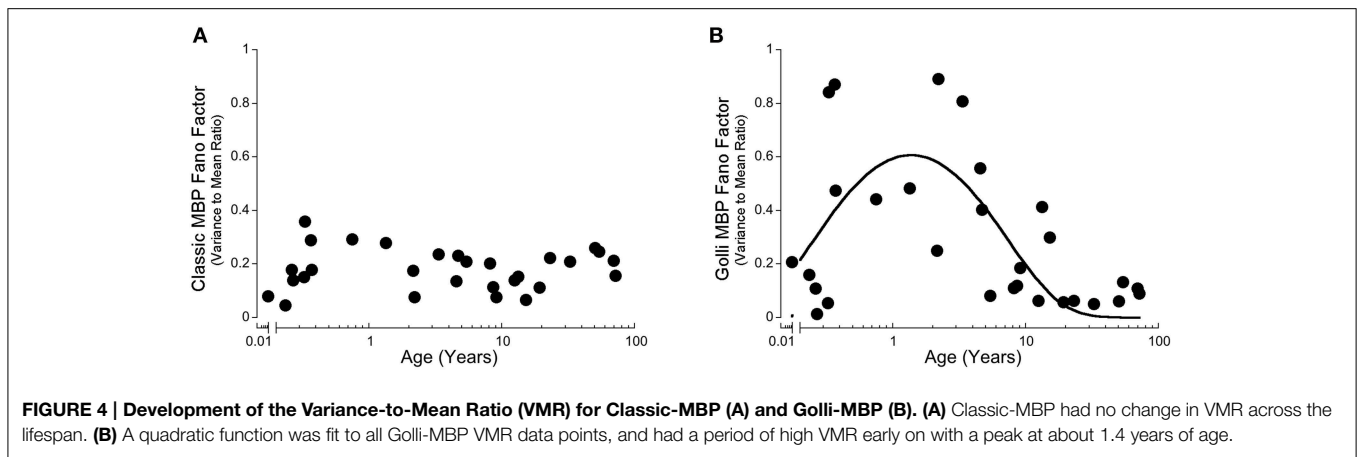 A
B
1
0.8
0.6
0.4
0.2
0
Classic MBP Fano Factor
(Variance to Mean Ratio)
0.01
1
10
100
Age (Years)
1
0.8
0.6
0.4
0.2
0
Golli MBP Fano Factor
(Variance to Mean Ratio)
0.01
1
10
100
Age (Years)
FIGURE 4 | Development of the Variance-to-Mean Ratio (VMR) for Classic-MBP (A) and Golli-MBP (B). (A) Classic-MBP had no change in VMR across the
lifespan. (B) A quadratic function was fit to all Golli-MBP VMR data points, and had a period of high VMR early on with a peak at about 1.4 years of age.